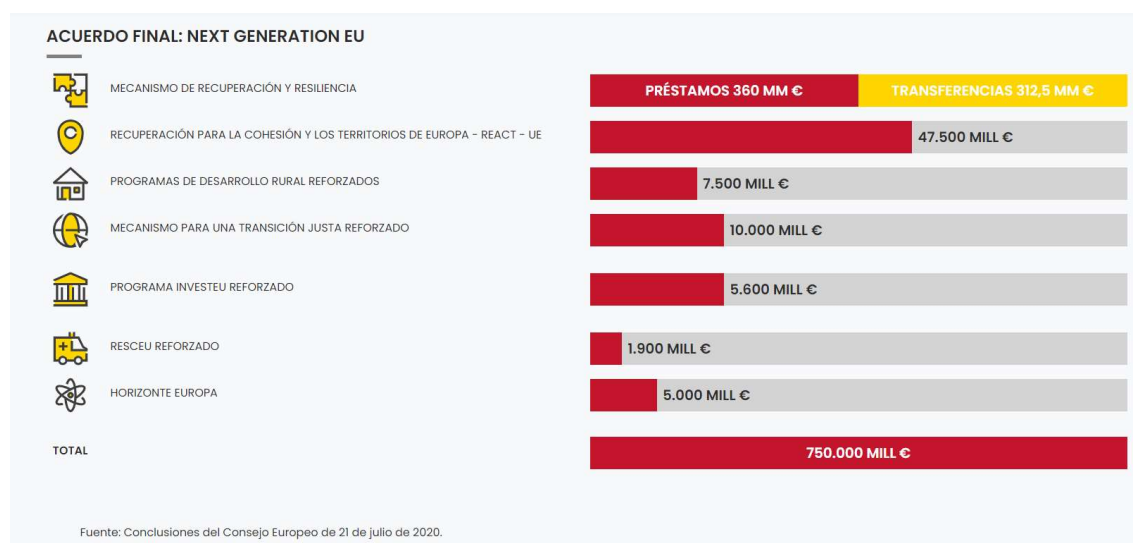 ACUERDO FINAL: NEXT GENERATION EU
MECANISMO DE RECUPERACIÓN Y RESILIENCIA
PRÉSTAMOS 360 MM €
TRANSFERENCIAS 312,5 MM €
RECUPERACIÓN PARA LA COHESIÓN Y LOS TERRITORIOS DE EUROPA - REACT - UE
47.500 MILL €
PROGRAMAS DE DESARROLLO RURAL REFORZADOS
7.500 MILL €
MECANISMO PARA UNA TRANSICIÓN JUSTA REFORZADO
10.000 MILL €
PROGRAMA INVESTEU REFORZADO
5.600 MILL €
RESCEU REFORZADO
1.900 MILL €
HORIZONTE EUROPA
5.000 MILL €
TOTAL
750.000 MILL €
Fuente: Conclusiones del Consejo Europeo de 21 de julio de 2020.